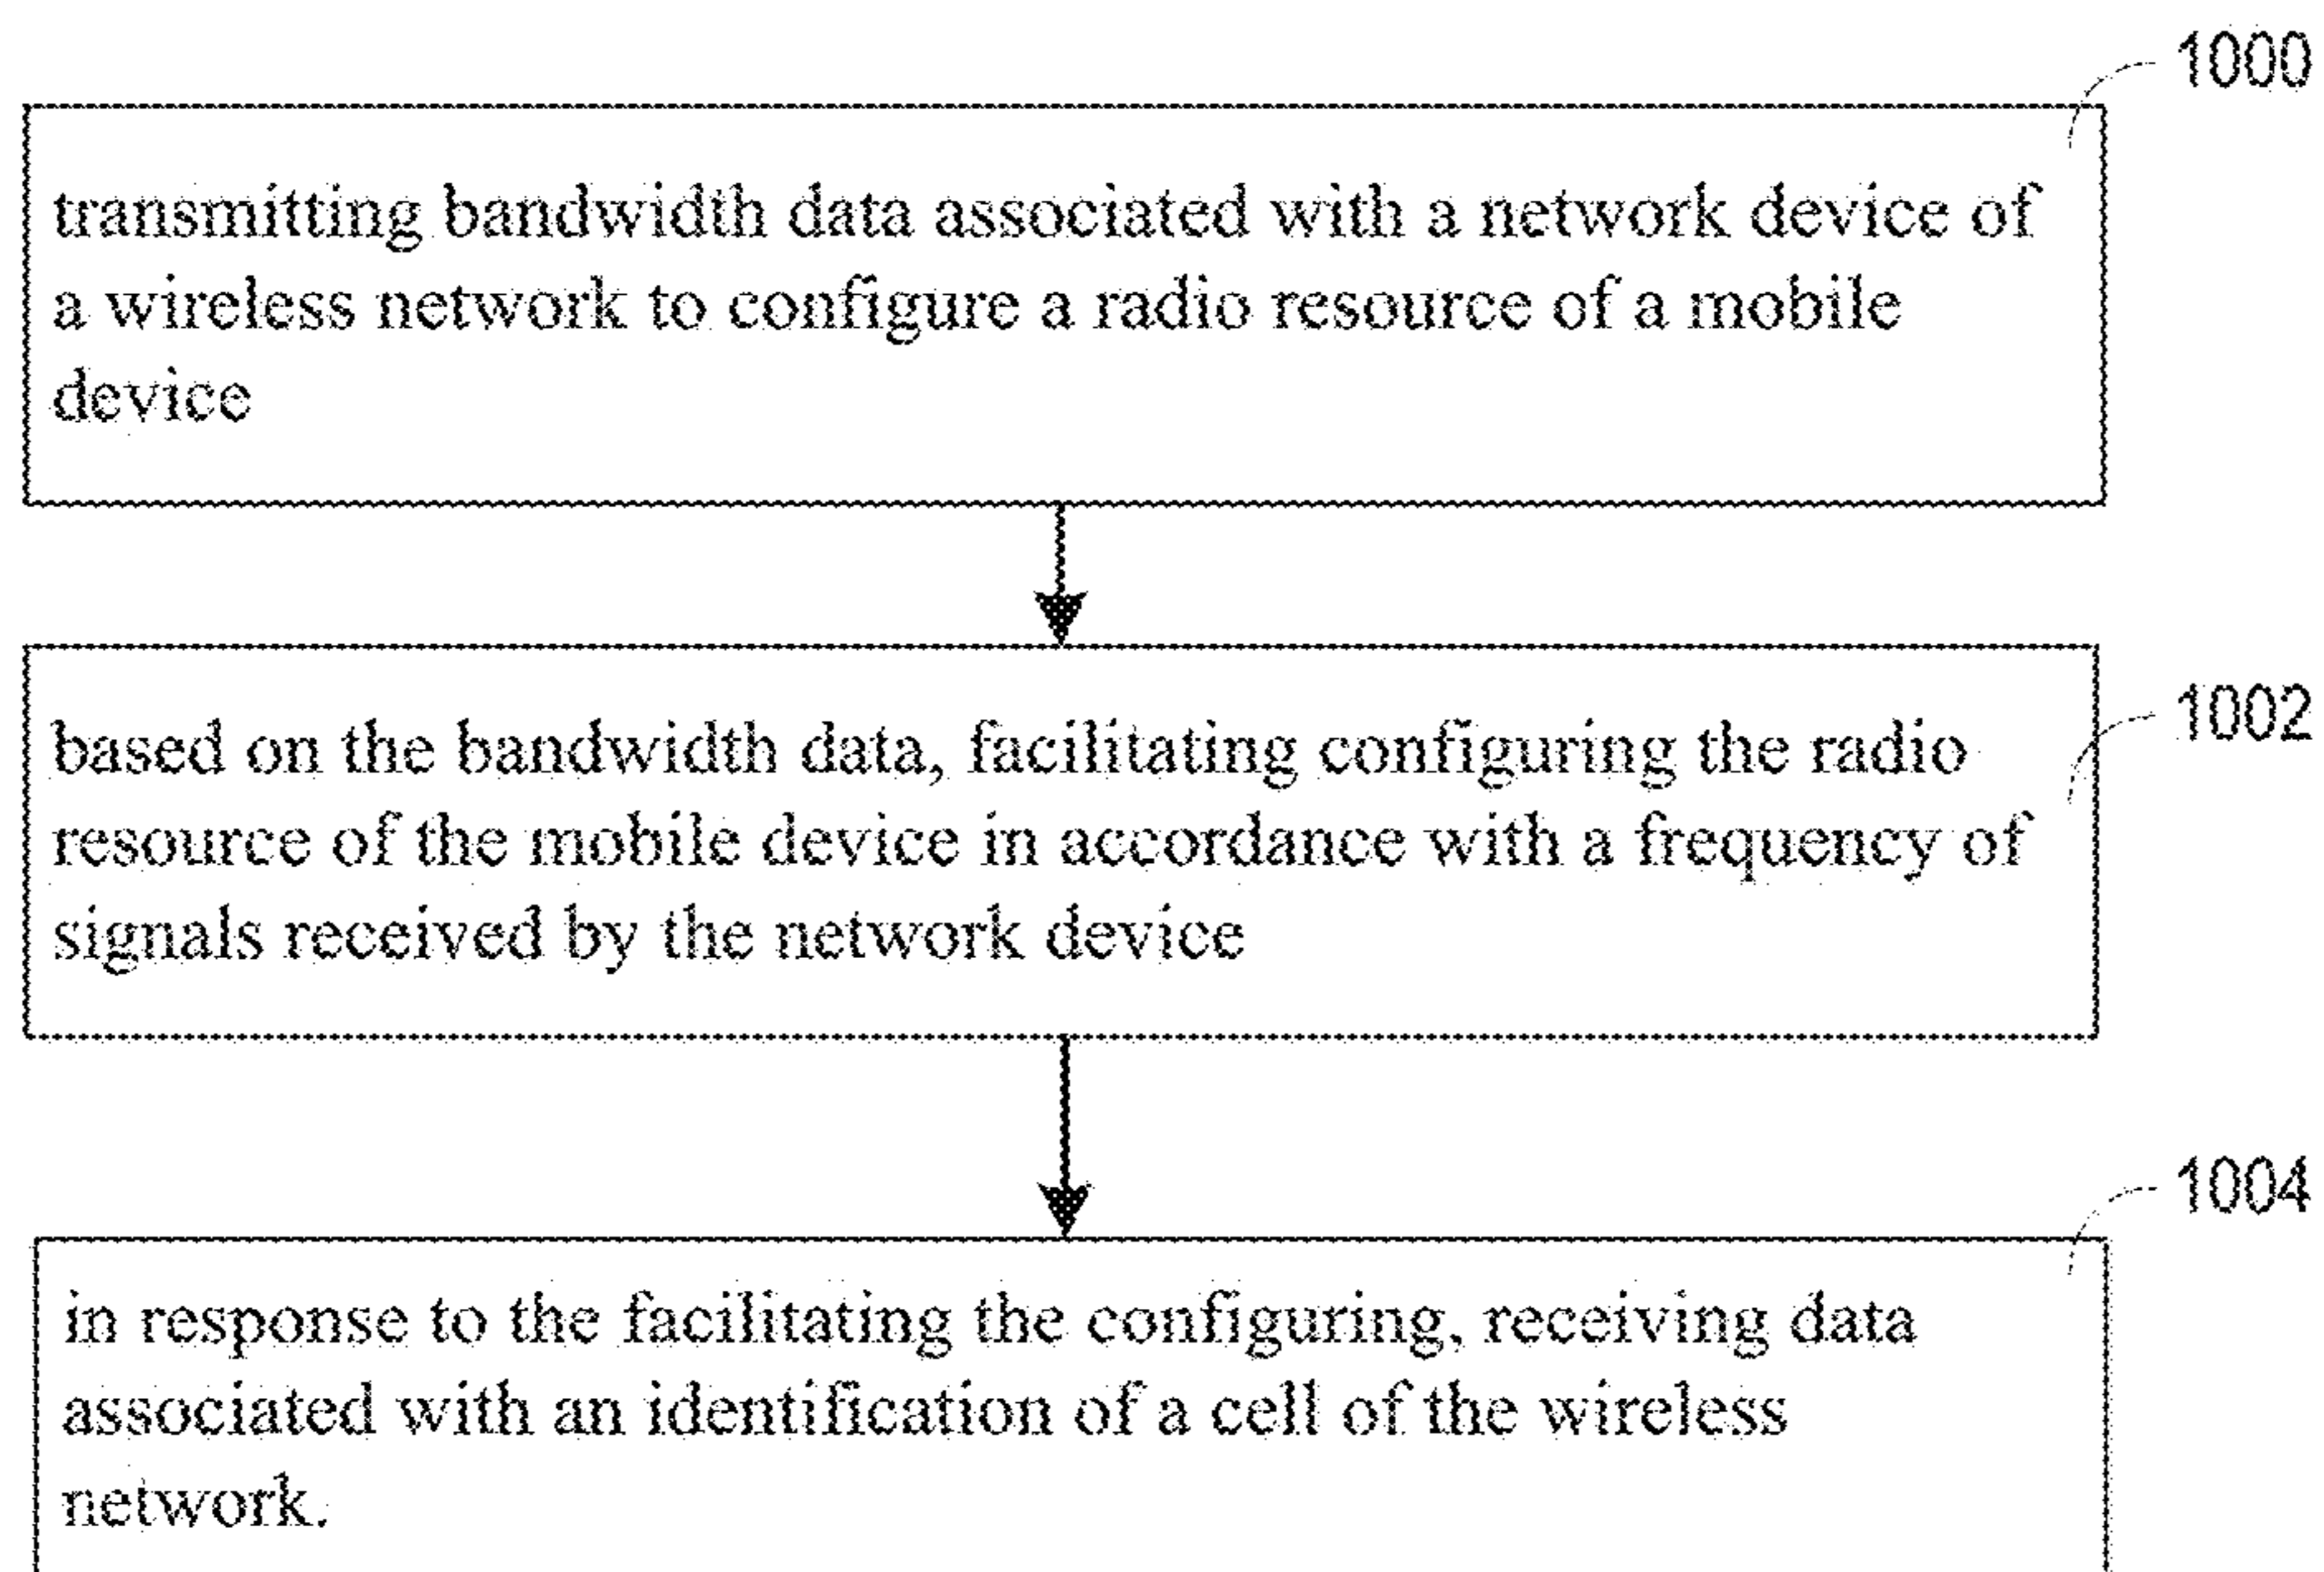 1000
transmitting bandwidth data associated with a network device of
a wireless network to configure a radio resource of a mobile
device
1002
based on the bandwidth data, facilitating configuring the radio
resource of the mobile device in accordance with a frequency of
signals received by the network device
1004
in response to the facilitating the configuring, receiving data
associated with an identification of a cell of the wireless
network.